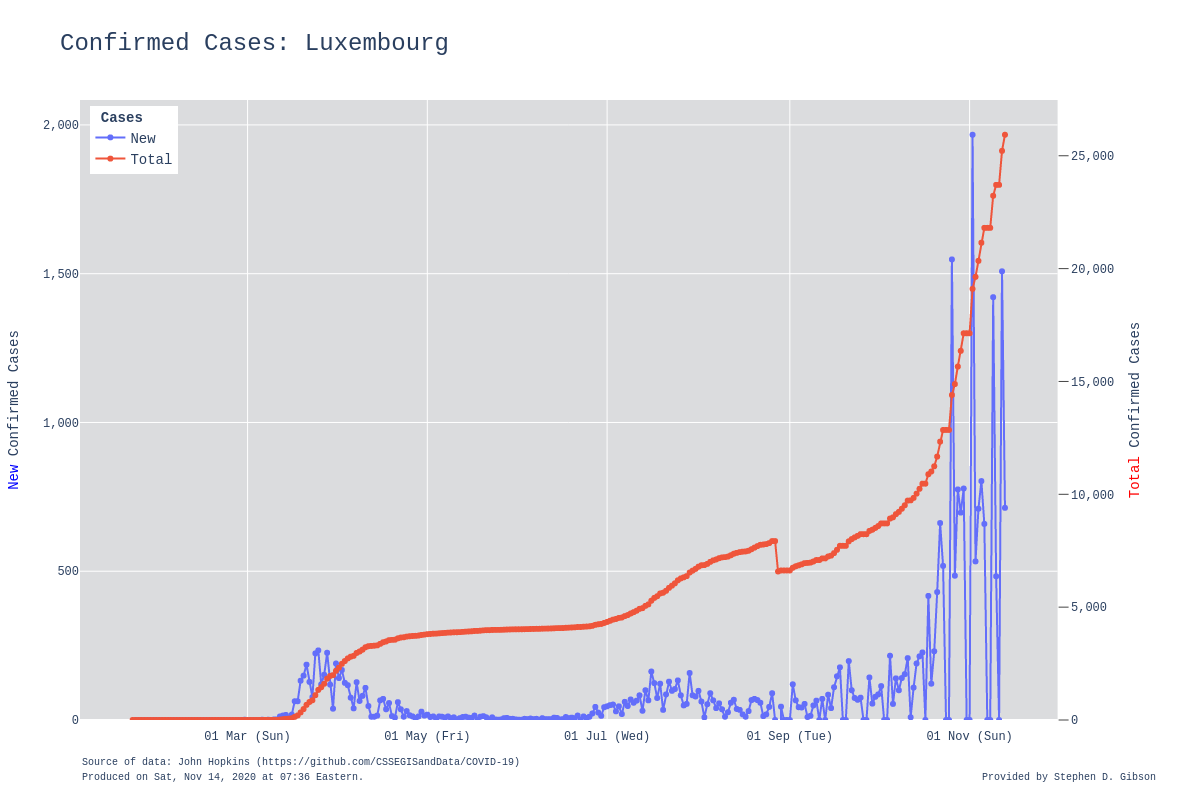 Confirmed Cases: Luxembourg
Cases
New
Total
2,000
1,500
1,000
500
0
25,000
20,000
15,000
10,000
5,000
0
New Confirmed Cases
Total Confirmed Cases
01 Mar (Sun)
01 May (Fri)
01 Jul (Wed)
01 Sep (Tue)
01 Nov (Sun)
Source of data: John Hopkins (https://github.com/CSSEGISandData/COVID-19)
Produced on Sat, Nov 14, 2020 at 07:36 Eastern.
Provided by Stephen D. Gibson